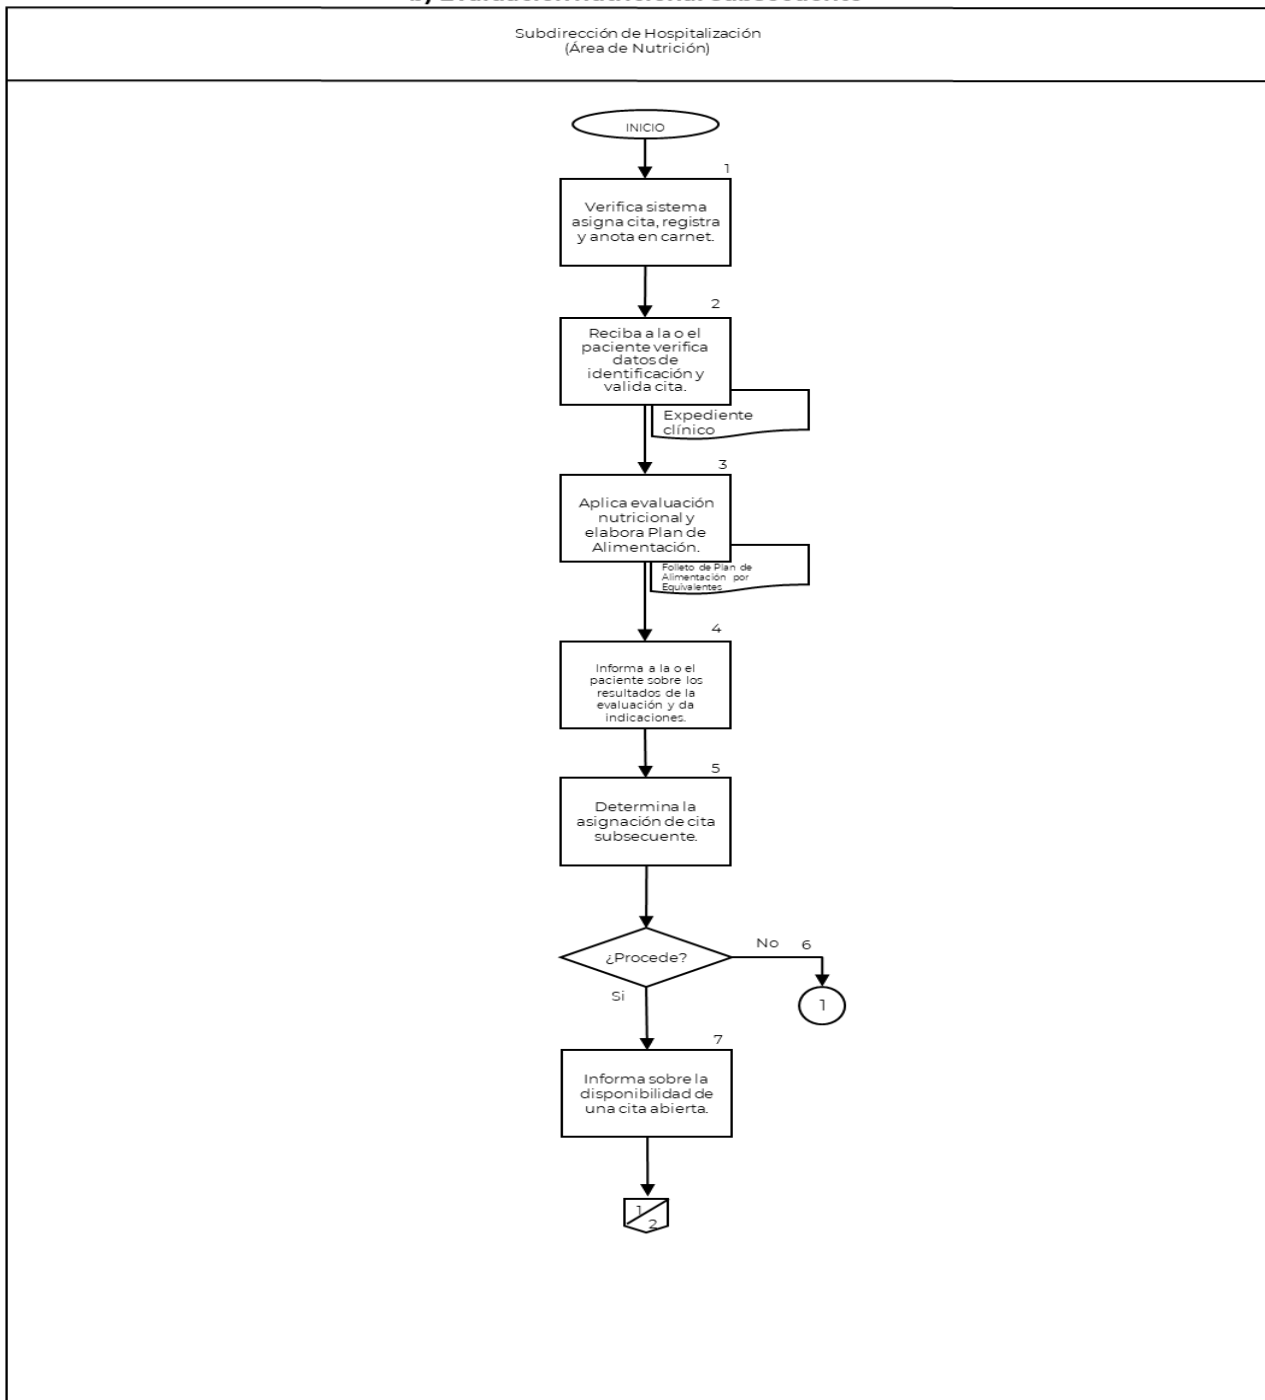 b) Evaluación nutricional subsecuente
Subdirección de Hospitalización
(Área de Nutrición)
INICIO
1
Verifica sistema
asigna cita, registra
y anota en carnet.
2
Reciba a la o el
paciente verifica
datos de
identificación y
valida cita.
Expediente
clínico
3
Aplica evaluación
nutricional y
elabora Plan de
Alimentación.
Folleto de Plan de
Alimentación por
Equivalentes
4
Informa a la o el
paciente sobre los
resultados de la
evaluación y da
indicaciones.
5
Determina la
asignación de cita
subsecuente.
¿Procede?
No 6
1
Si
7
Informa sobre la
disponibilidad de
una cita abierta.
1
2